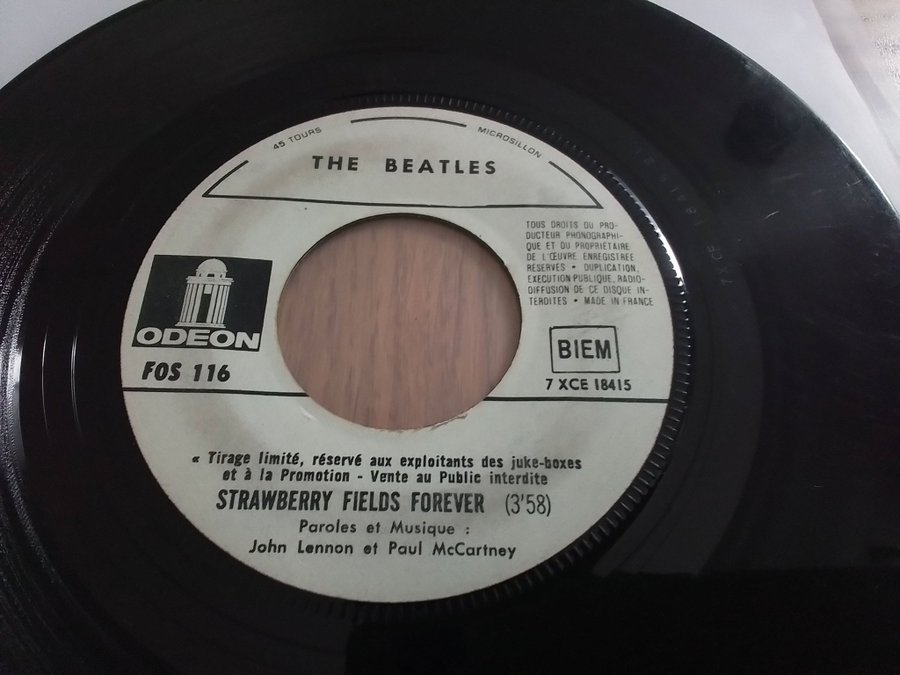 45 TOURS
MICROSILLON
THE BEATLES
TOUS DROITS DU PRO-
DUCTEUR PHONOGRAPHI-
QUE ET DU PROPRIÉTAIRE
DE L'ŒUVRE ENREGISTRÉE
RÉSERVÉS • DUPLICATION,
EXECUTION PUBLIQUE, RADIO-
DIFFUSION DE CE DISQUE IN-
TERDITES • MADE IN FRANCE
ODEON
FOS 116
BIEM
7 XCE 18415
« Tirage limité, réservé aux exploitants des juke-boxes
et à la Promotion - Vente au Public interdite
STRAWBERRY FIELDS FOREVER (3'58)
Paroles et Musique :
John Lennon et Paul McCartney